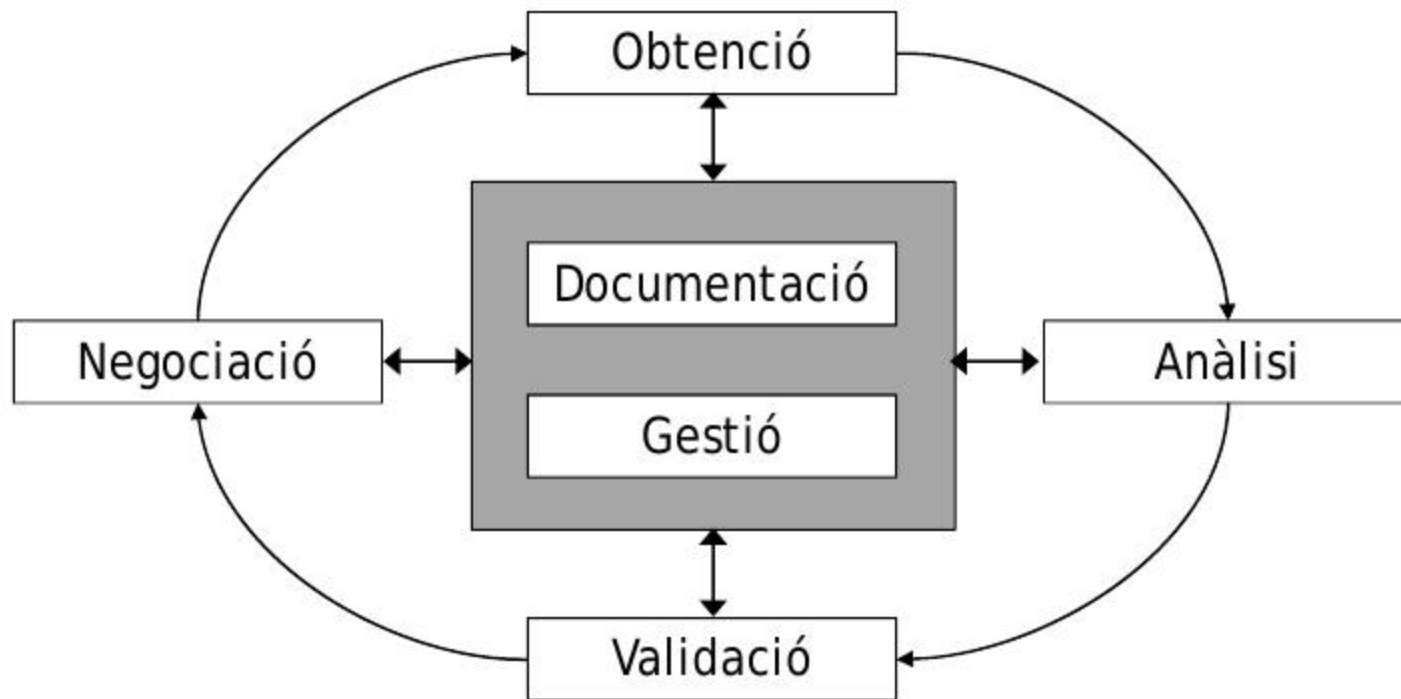 Obtenció
Documentació
Negociació
Anàlisi
Gestió
Validació